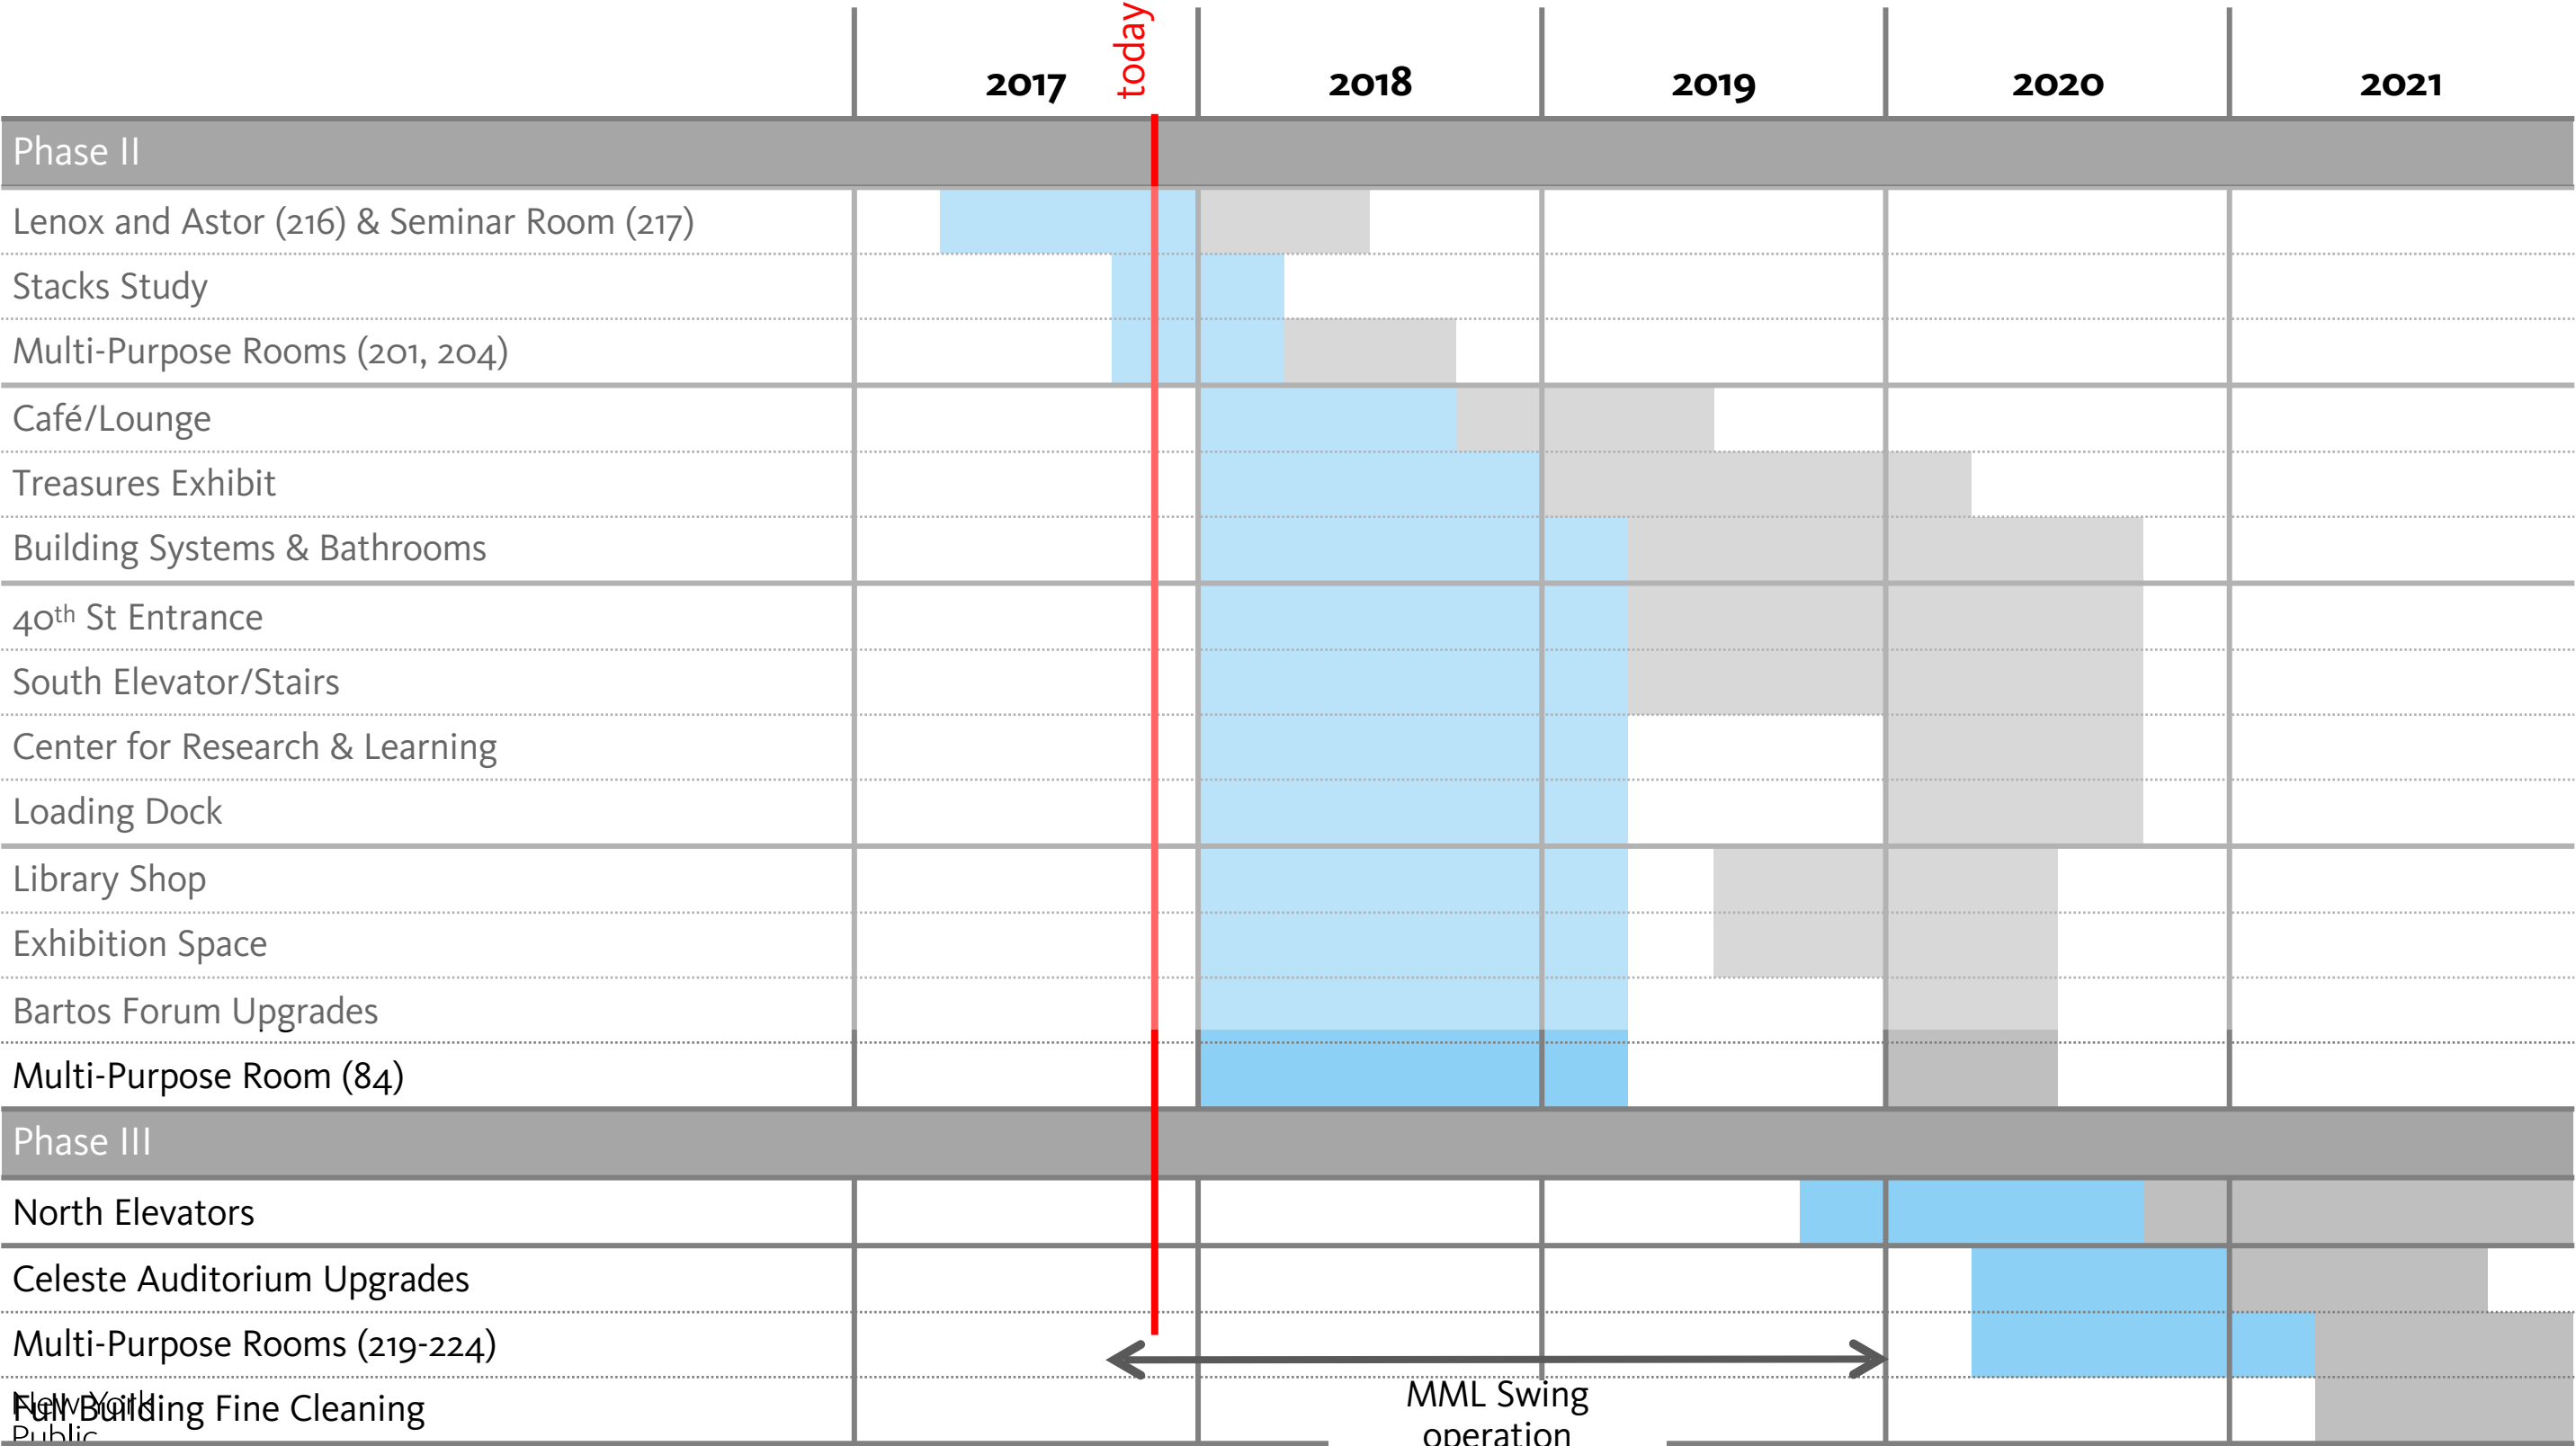 today
2017 2018 2019 2020 2021
Phase II
Lenox and Astor (216) & Seminar Room (217)
Stacks Study
Multi-Purpose Rooms (201, 204)
Café/Lounge
Treasures Exhibit
Building Systems & Bathrooms
40th St Entrance
South Elevator/Stairs
Center for Research & Learning
Loading Dock
Library Shop
Exhibition Space
Bartos Forum Upgrades
Multi-Purpose Room (84)
Phase III
North Elevators
Celeste Auditorium Upgrades
Multi-Purpose Rooms (219-224)
Full Building Fine Cleaning
New York
Public
MML Swing
operation